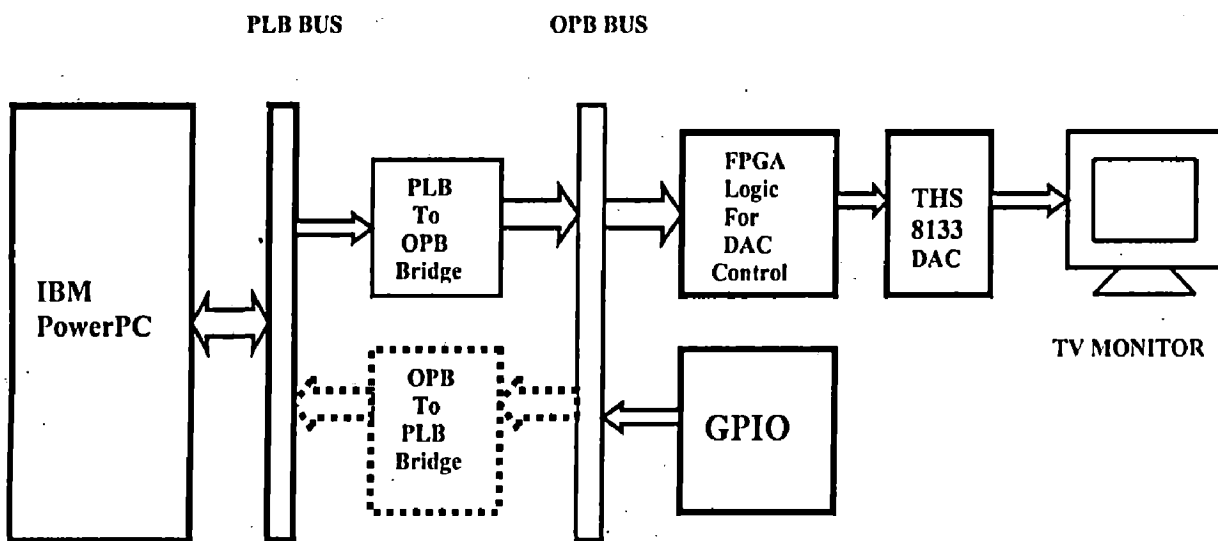 PLB BUS
OPB BUS
IBM
PowerPC
PLB
To
OPB
Bridge
FPGA
Logic
For
DAC
Control
THS
8133
DAC
TV MONITOR
OPB
To
PLB
Bridge
GPIO